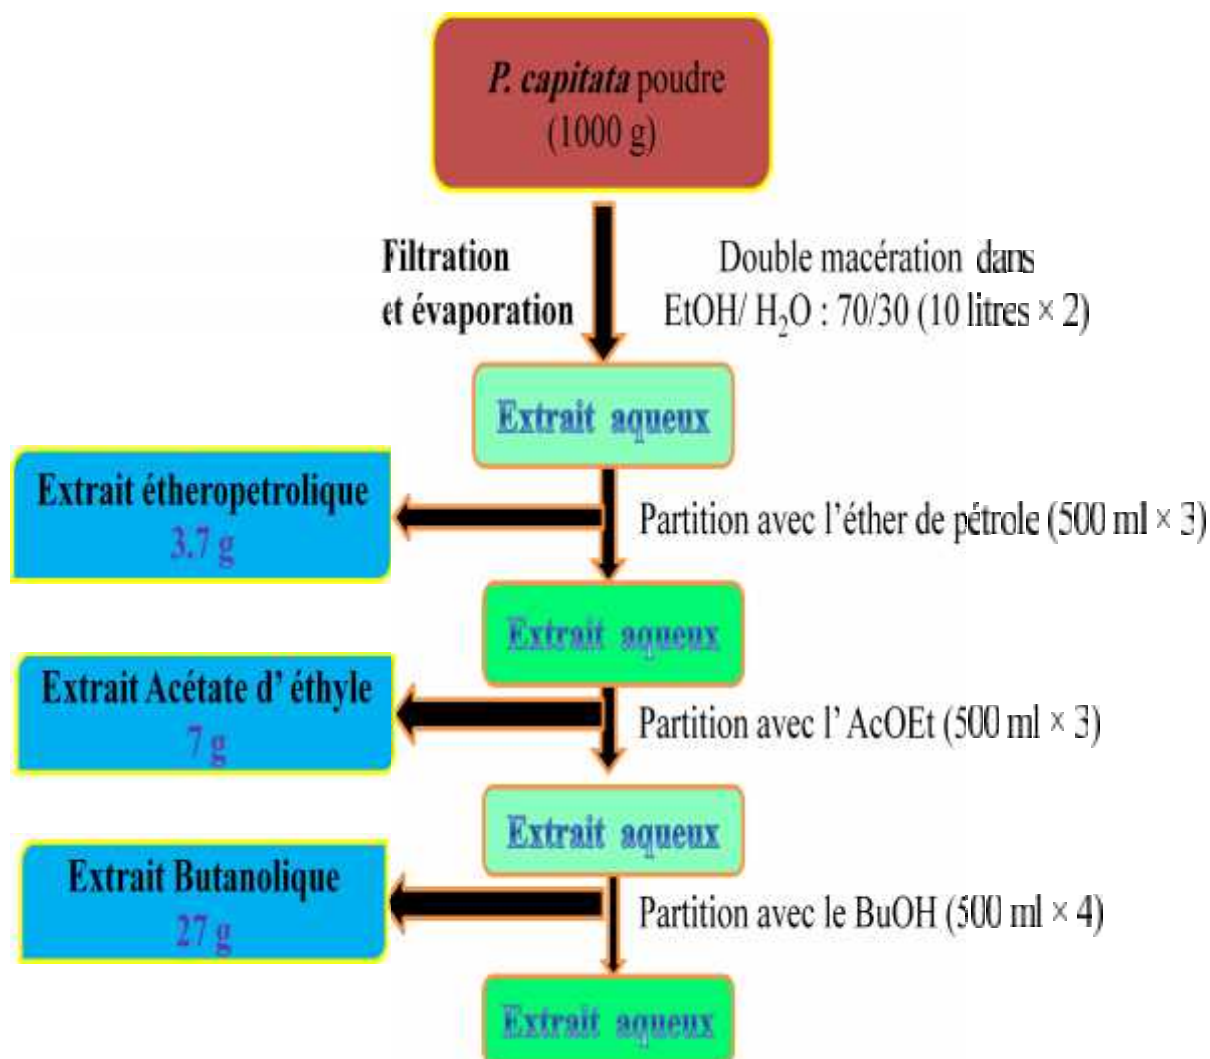 P. capitata poudre
(1000 g)
Filtration
et évaporation
Double macération dans
EtOH/ H₂O : 70/30 (10 litres × 2)
Extrait aqueux
Extrait étheropetrolique
3.7 g
Partition avec l’éther de pétrole (500 ml × 3)
Extrait aqueux
Extrait Acétate d’ éthyle
7 g
Partition avec l’ AcOEt (500 ml × 3)
Extrait aqueux
Extrait Butanolique
27 g
Partition avec le BuOH (500 ml × 4)
Extrait aqueux